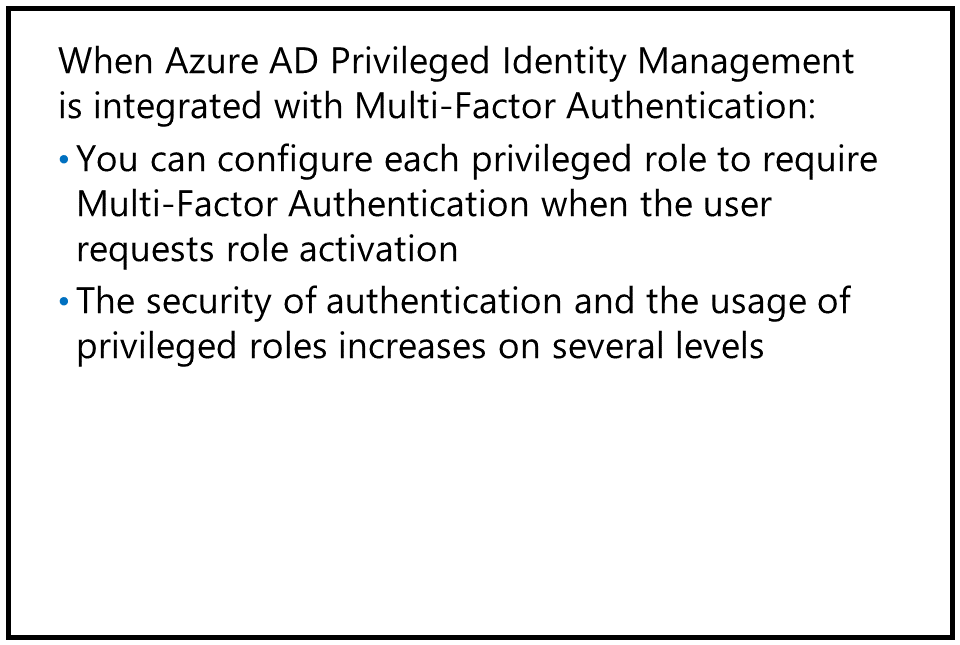 When Azure AD Privileged Identity Management
is integrated with Multi-Factor Authentication:
•You can configure each privileged role to require
Multi-Factor Authentication when the user
requests role activation
•The security of authentication and the usage of
privileged roles increases on several levels